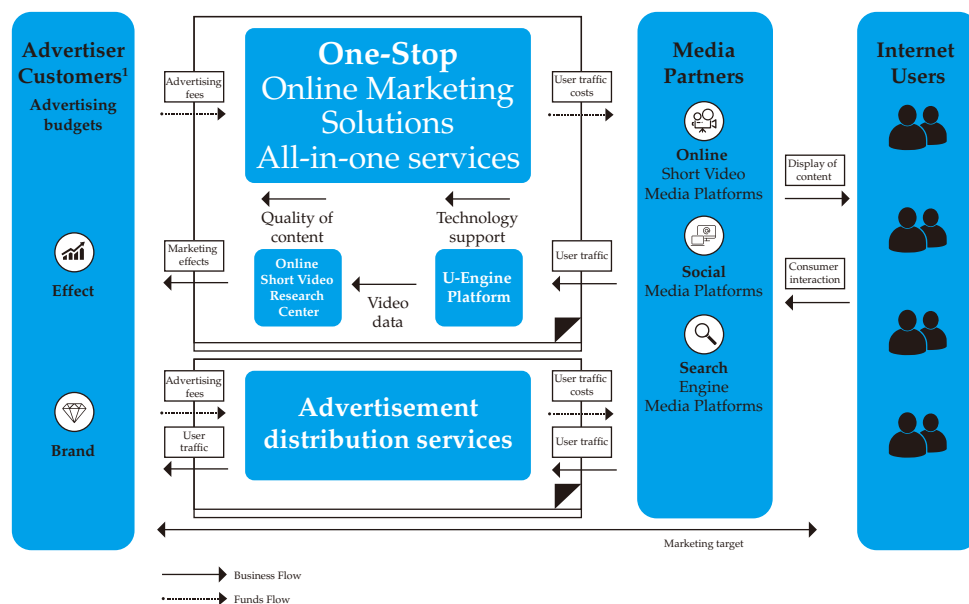 Advertiser
Customers¹
Advertising
budgets
Effect
Brand
Advertising
fees
One-Stop
Online Marketing
Solutions
All-in-one services
User traffic
costs
Quality of
content
Technology
support
Marketing
effects
Online
Short Video
Research
Center
Video
data
U-Engine
Platform
User traffic
Advertising
fees
User
traffic
Advertisement
distribution services
User traffic
costs
User traffic
Media
Partners
Online
Short Video
Media Platforms
Social
Media Platforms
Search
Engine
Media Platforms
Display of
content
Consumer
interaction
Internet
Users
Marketing target
Business Flow
Funds Flow